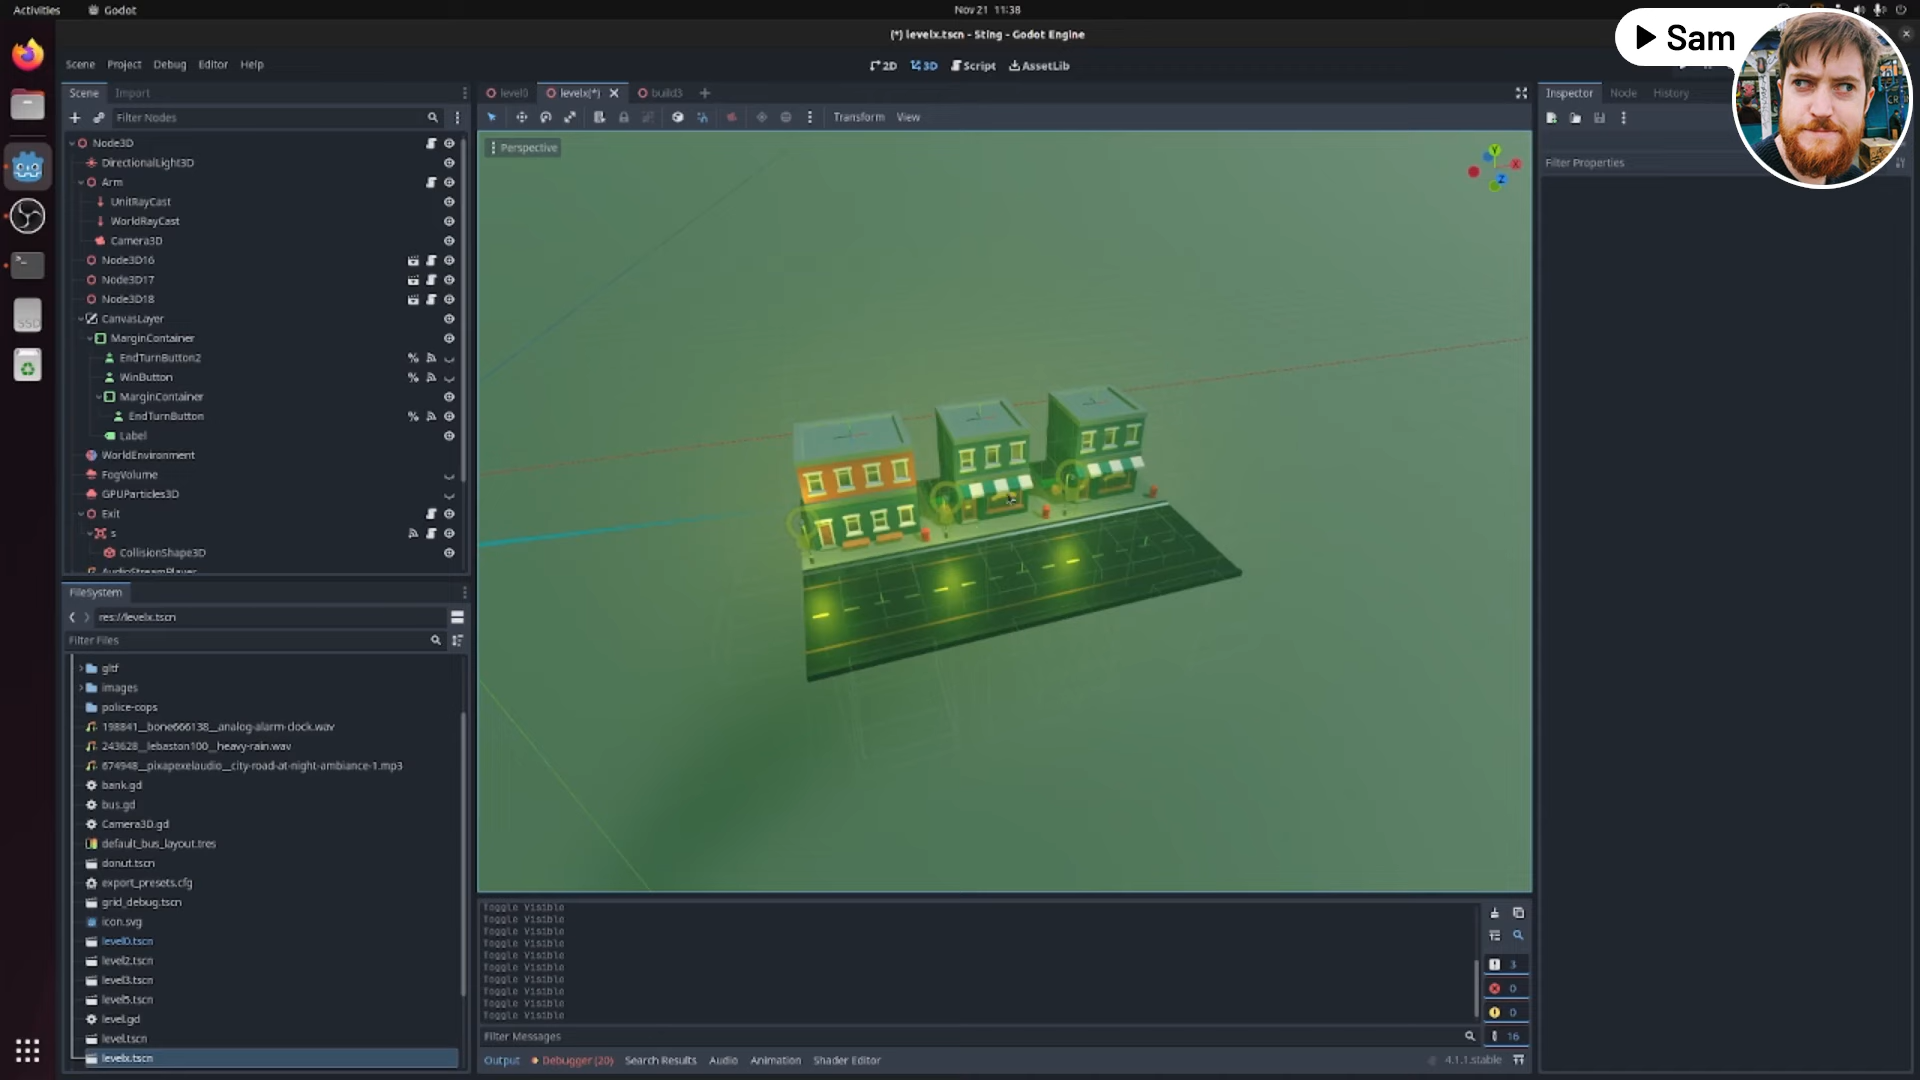 Activities
Godot
Nov 21 11:38
(*) levelx.tscn - Sting - Godot Engine
Sam
Scene Project Debug Editor Help
2D 3D Script AssetLib
Scene Import
level0 levelx(*) build3
Inspector Node History
Filter Nodes
Transform View
Perspective
Y
X
Z
Filter Properties
Node3D
DirectionalLight3D
Arm
UnitRayCast
WorldRayCast
Camera3D
Node3D16
Node3D17
Node3D18
CanvasLayer
MarginContainer
EndTurnButton2
WinButton
MarginContainer
EndTurnButton
Label
WorldEnvironment
FogVolume
GPUParticles3D
Exit
s
CollisionShape3D
AudioStreamPlayer
FileSystem
res://levelx.tscn
Filter Files
gltf
images
police-cops
198841__bone666138__analog-alarm-clock.wav
243628__lebaston100__heavy-rain.wav
674948__pixapexelaudio__city-road-at-night-ambiance-1.mp3
bank.gd
bus.gd
Camera3D.gd
default_bus_layout.tres
donut.tscn
export_presets.cfg
grid_debug.tscn
icon.svg
level0.tscn
level2.tscn
level3.tscn
level5.tscn
level.gd
level.tscn
levelx.tscn
SSD
Toggle Visible
Toggle Visible
Toggle Visible
Toggle Visible
Toggle Visible
Toggle Visible
Toggle Visible
Toggle Visible
Toggle Visible
Toggle Visible
3
0
0
16
Filter Messages
Output Debugger (20) Search Results Audio Animation Shader Editor
4.1.1.stable